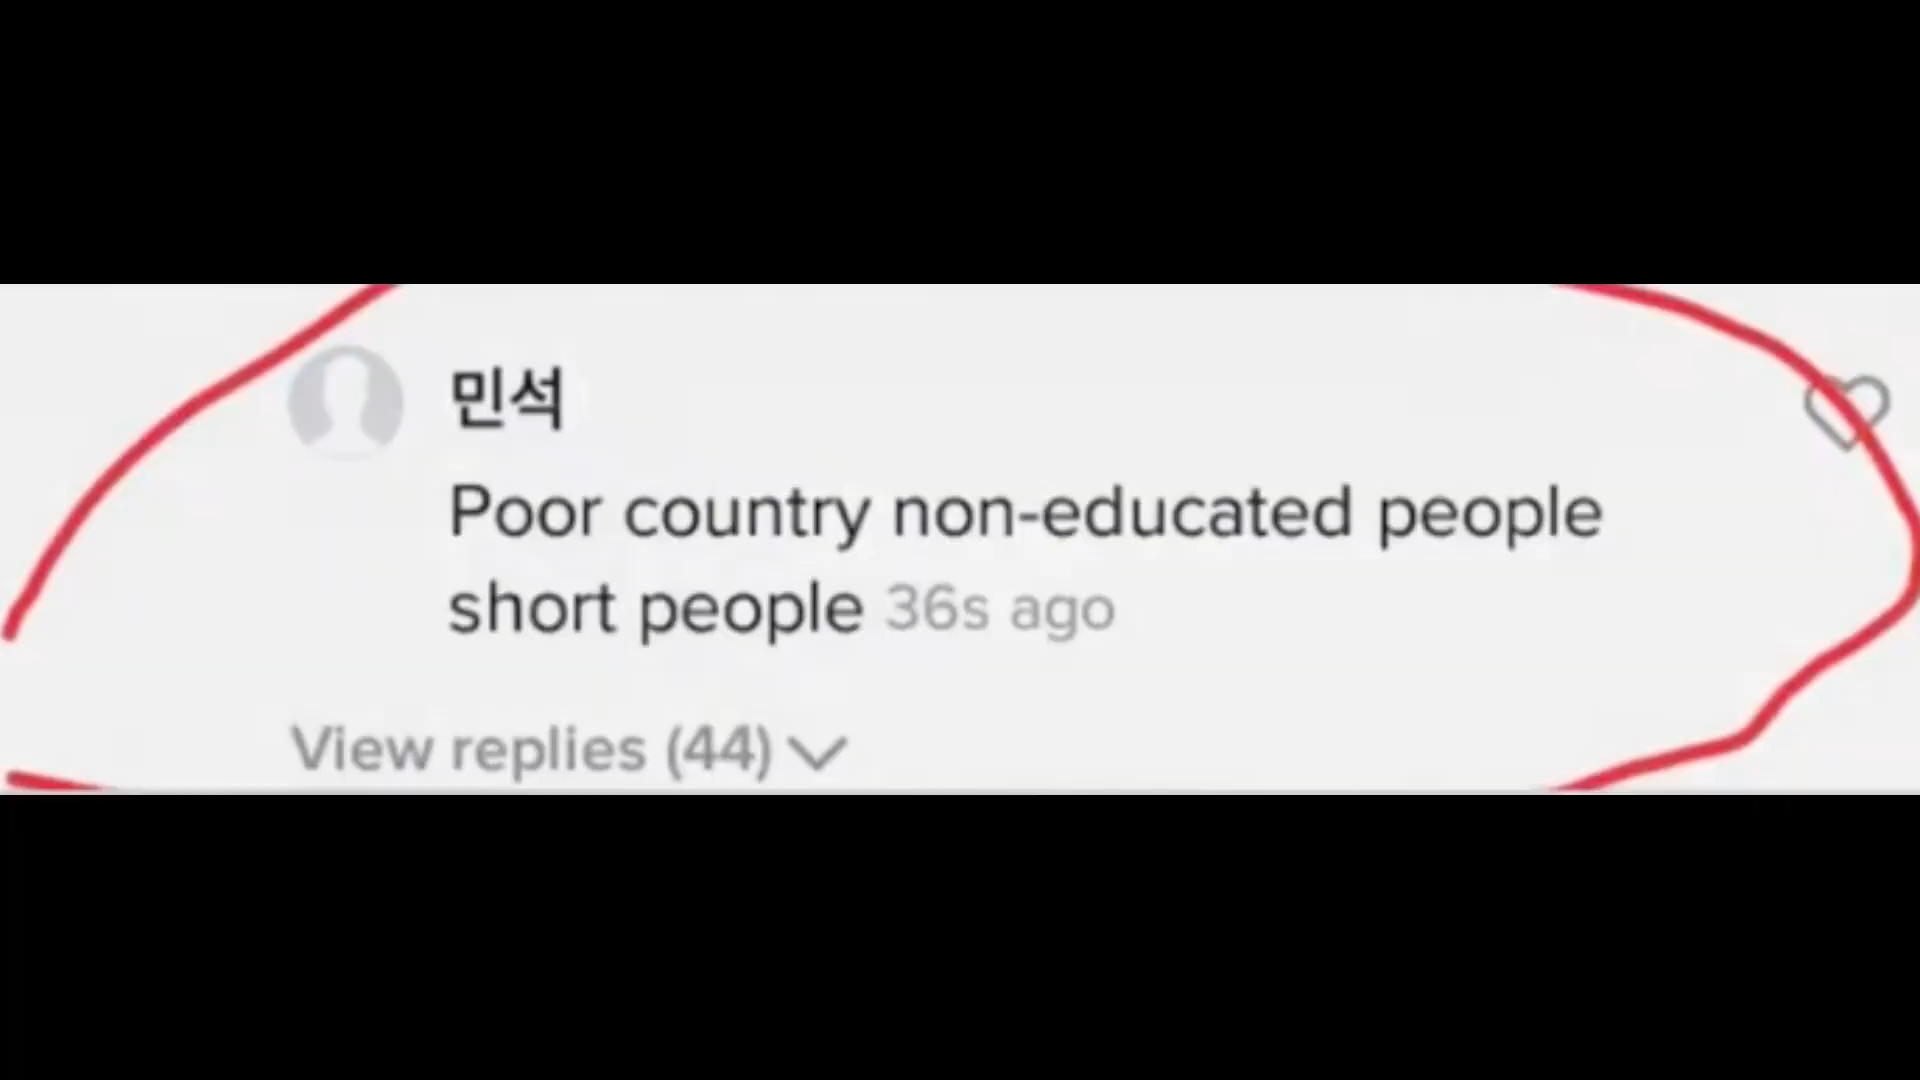 민석
Poor country non-educated people
short people 36s ago
View replies (44)